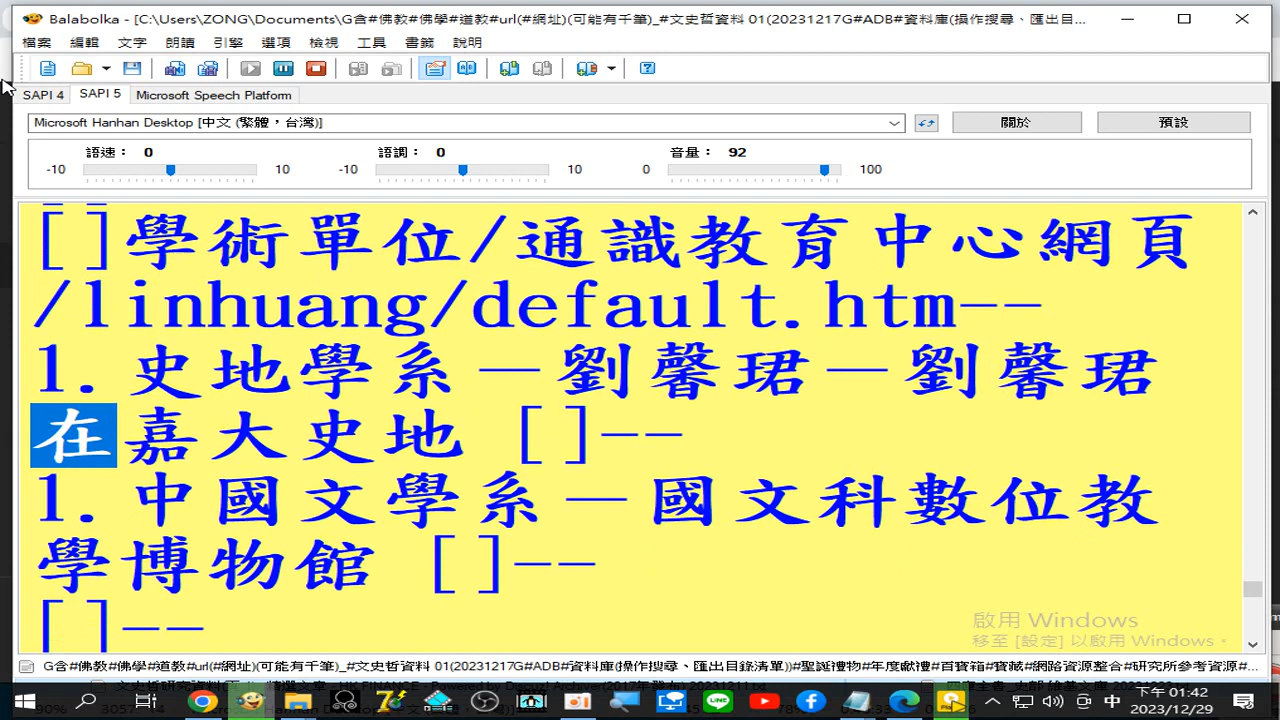 Balabolka - [C:\Users\ZONG\Documents\G含#佛教#佛學#道教#url(#網址)(可能有千筆)_#文史哲資料 01(20231217G#ADB#資料庫(操作搜尋、匯出目...
檔案 編輯 文字 朗讀 引擎 選項 檢視 工具 書籤 說明
SAPI 4 SAPI 5 Microsoft Speech Platform
Microsoft Hanhan Desktop [中文 (繁體，台灣)] 關於 預設
語速： 0 語調： 0 音量： 92
-10 10 -10 10 0 100
[]學術單位/通識教育中心網頁
/linhuang/default.htm--
1.史地學系－劉馨珺－劉馨珺
在嘉大史地 []--
1.中國文學系－國文科數位教
學博物館 []--
[]--
啟用 Windows
移至 [設定] 以啟用 Windows。
G含#佛教#佛學#道教#url(#網址)(可能有千筆)_#文史哲資料 01(20231217G#ADB#資料庫(操作搜尋、匯出目錄清單))#聖誕禮物#年度獻禮#百寶箱#寶藏#網路資源整合#研究所參考資源#...
下午 01:42
中
2023/12/29